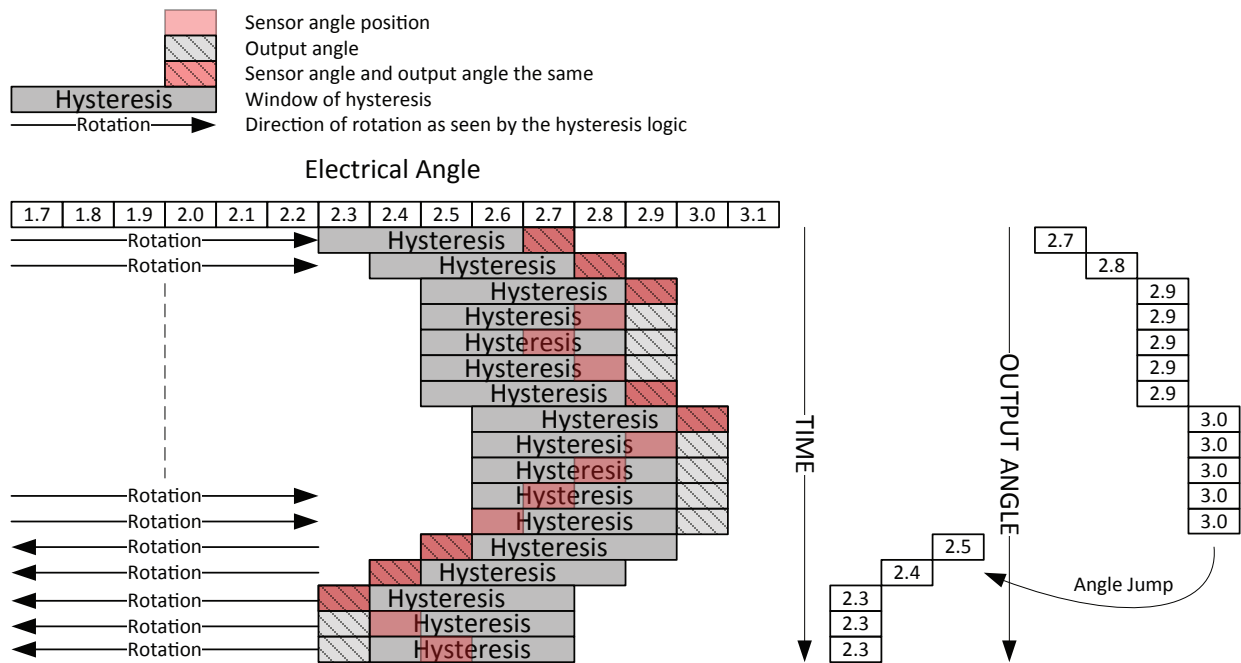 Sensor angle position
Output angle
Sensor angle and output angle the same
Hysteresis Window of hysteresis
Rotation Direction of rotation as seen by the hysteresis logic
Electrical Angle
1.7 1.8 1.9 2.0 2.1 2.2 2.3 2.4 2.5 2.6 2.7 2.8 2.9 3.0 3.1
Rotation Hysteresis 2.7
Rotation Hysteresis 2.8
Hysteresis 2.9
Hysteresis 2.9
Hysteresis 2.9
Hysteresis 2.9
Hysteresis 2.9
Hysteresis 3.0
Hysteresis 3.0
Hysteresis 3.0
Rotation Hysteresis 3.0
Rotation Hysteresis 3.0
Rotation Hysteresis 2.5
Rotation Hysteresis 2.4
Rotation Hysteresis 2.3
Rotation Hysteresis 2.3
Rotation Hysteresis 2.3
TIME
OUTPUT ANGLE
Angle Jump